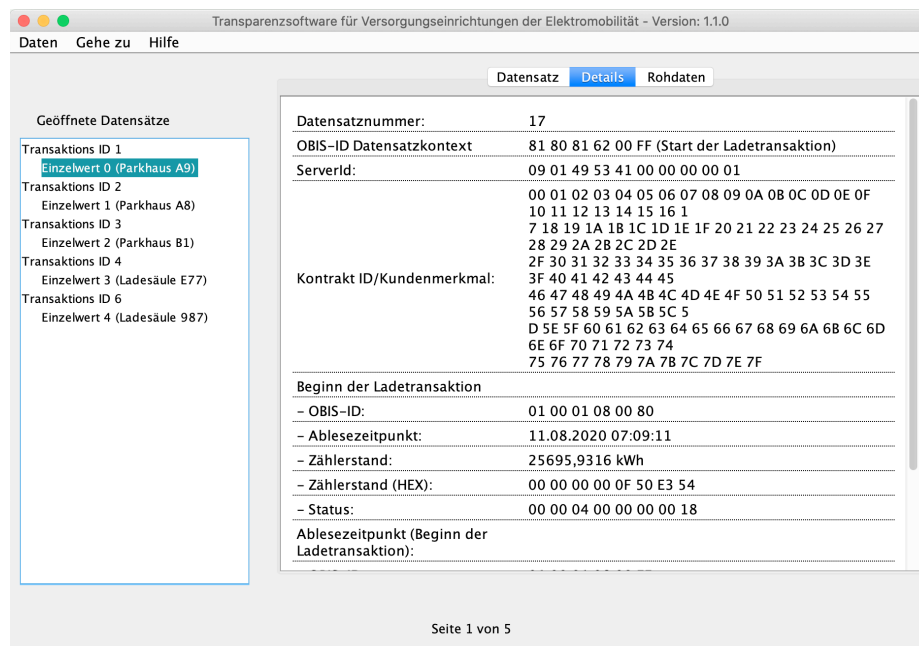 Transparenzsoftware für Versorgungseinrichtungen der Elektromobilität - Version: 1.1.0
Daten Gehe zu Hilfe
Datensatz Details Rohdaten
Geöffnete Datensätze
Transaktions ID 1
Einzelwert 0 (Parkhaus A9)
Transaktions ID 2
Einzelwert 1 (Parkhaus A8)
Transaktions ID 3
Einzelwert 2 (Parkhaus B1)
Transaktions ID 4
Einzelwert 3 (Ladesäule E77)
Transaktions ID 6
Einzelwert 4 (Ladesäule 987)
Datensatznummer: 17
OBIS-ID Datensatzkontext 81 80 81 62 00 FF (Start der Ladetransaktion)
ServerId: 09 01 49 53 41 00 00 00 00 01
Kontrakt ID/Kundenmerkmal:
00 01 02 03 04 05 06 07 08 09 0A 0B 0C 0D 0E 0F
10 11 12 13 14 15 16 1
7 18 19 1A 1B 1C 1D 1E 1F 20 21 22 23 24 25 26 27
28 29 2A 2B 2C 2D 2E
2F 30 31 32 33 34 35 36 37 38 39 3A 3B 3C 3D 3E
3F 40 41 42 43 44 45
46 47 48 49 4A 4B 4C 4D 4E 4F 50 51 52 53 54 55
56 57 58 59 5A 5B 5C 5
D 5E 5F 60 61 62 63 64 65 66 67 68 69 6A 6B 6C 6D
6E 6F 70 71 72 73 74
75 76 77 78 79 7A 7B 7C 7D 7E 7F
Beginn der Ladetransaktion
- OBIS-ID: 01 00 01 08 00 80
- Ablesezeitpunkt: 11.08.2020 07:09:11
- Zählerstand: 25695,9316 kWh
- Zählerstand (HEX): 00 00 00 00 0F 50 E3 54
- Status: 00 00 04 00 00 00 00 18
Ablesezeitpunkt (Beginn der
Ladetransaktion):
Seite 1 von 5